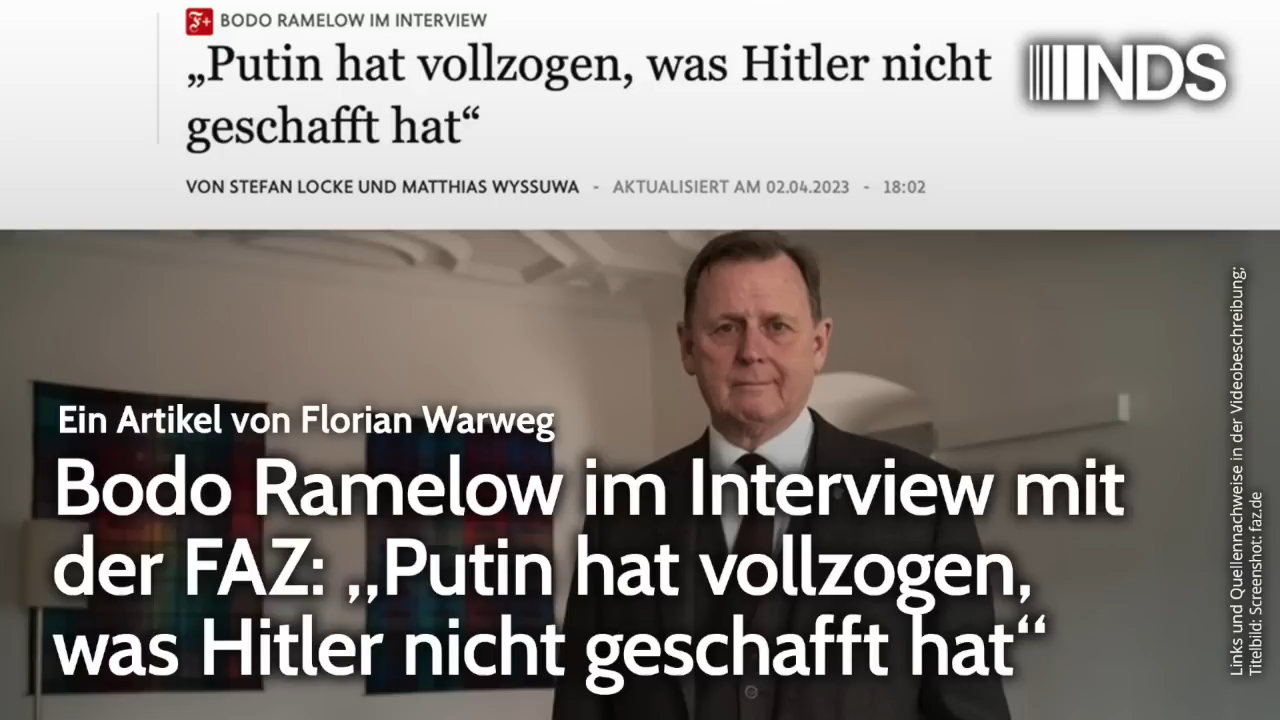 F+ BODO RAMELOW IM INTERVIEW
„Putin hat vollzogen, was Hitler nicht
geschafft hat“
VON STEFAN LOCKE UND MATTHIAS WYSSUWA - AKTUALISIERT AM 02.04.2023 - 18:02
NDS
Ein Artikel von Florian Warweg
Bodo Ramelow im Interview mit
der FAZ: „Putin hat vollzogen,
was Hitler nicht geschafft hat“
Links und Quellennachweise in der Videobeschreibung;
Titelbild: Screenshot: faz.de